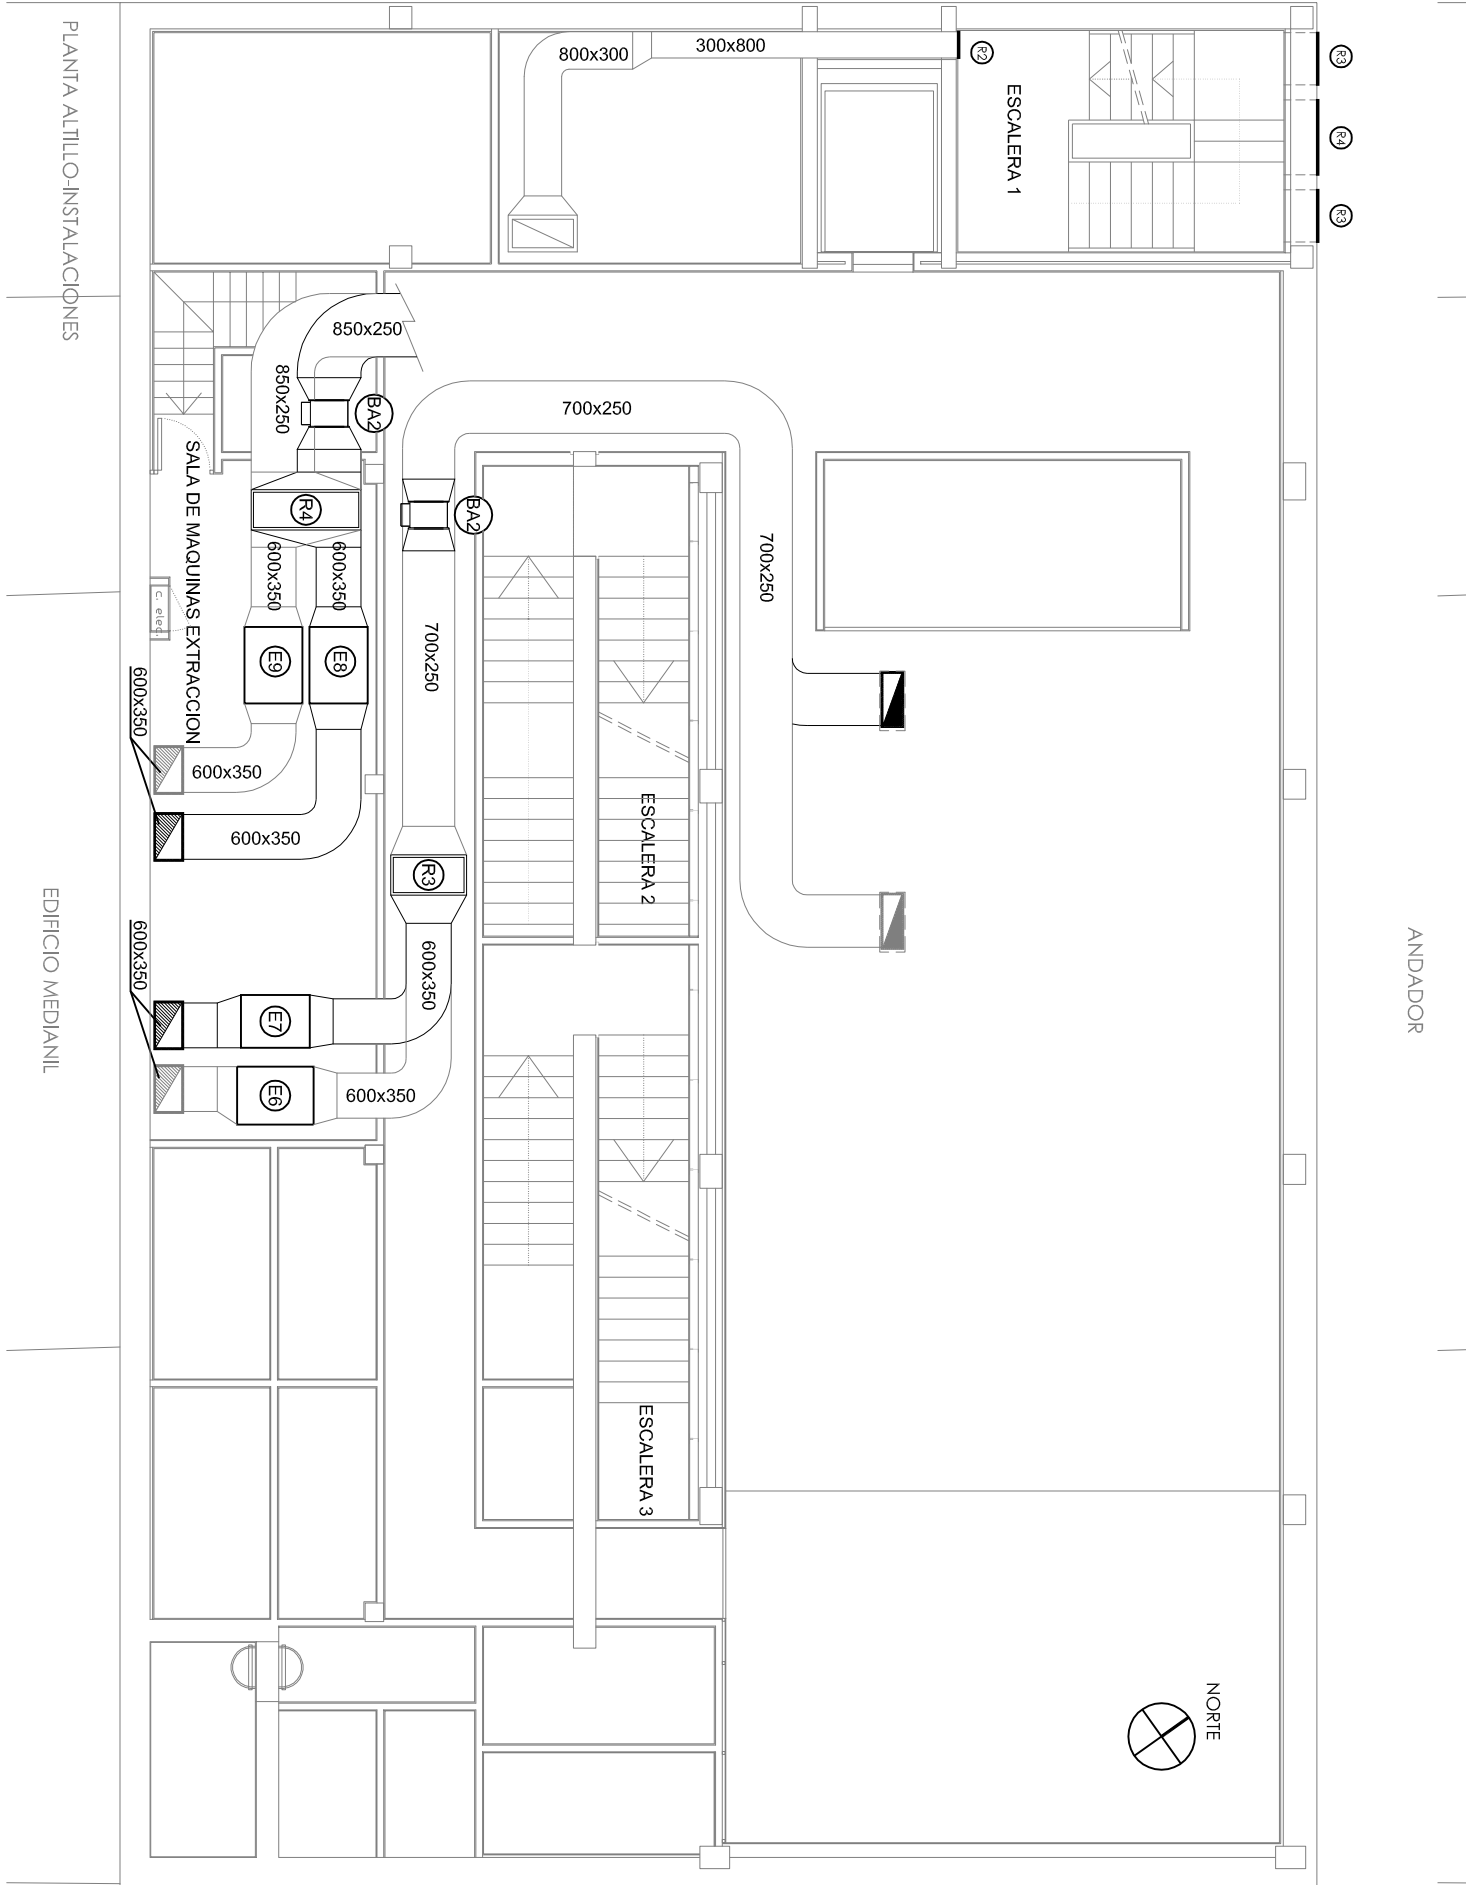 PLANTA ALTILLO-INSTALACIONES
EDIFICIO MEDIANIL
ANDADOR
NORTE
800x300
300x800
R2
ESCALERA 1
R3
R4
R3
850x250
850x250
BA2
700x250
SALA DE MAQUINAS EXTRACCION
R4
BA2
700x250
600x350
600x350
c. elec.
700x250
E9
E8
600x350
600x350
600x350
ESCALERA 2
R3
600x350
600x350
E7
E6
600x350
ESCALERA 3